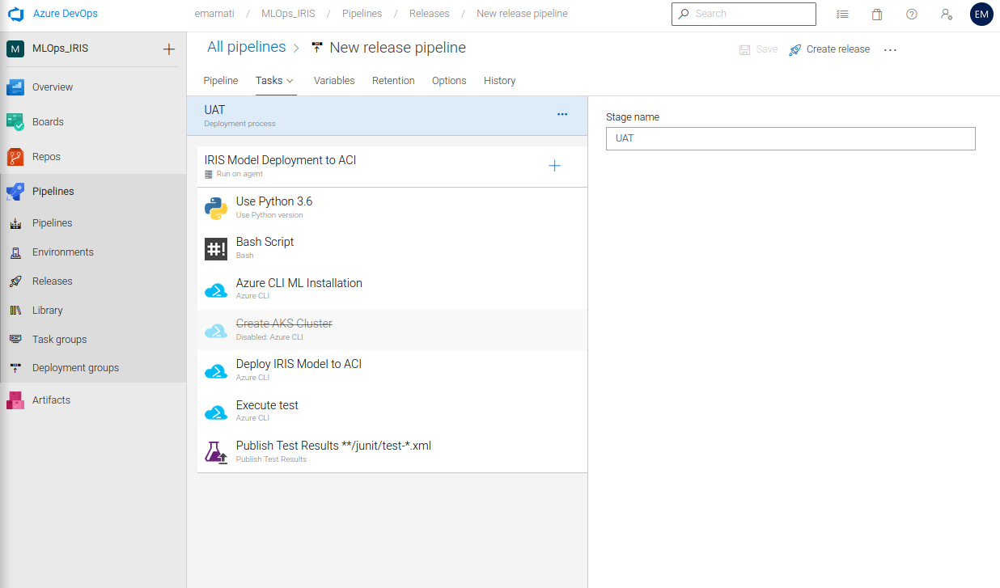 Azure DevOps
emarnati / MLOps_IRIS / Pipelines / Releases / New release pipeline
Search
EM
M MLOps_IRIS
Overview
Boards
Repos
Pipelines
Pipelines
Environments
Releases
Library
Task groups
Deployment groups
Artifacts
All pipelines > New release pipeline
Save Create release ...
Pipeline Tasks Variables Retention Options History
UAT
Deployment process
...
IRIS Model Deployment to ACI
Run on agent
Use Python 3.6
Use Python version
#!
Bash Script
Bash
Azure CLI ML Installation
Azure CLI
Create AKS Cluster
Disabled: Azure CLI
Deploy IRIS Model to ACI
Azure CLI
Execute test
Azure CLI
Publish Test Results **/junit/test-*.xml
Publish Test Results
Stage name
UAT